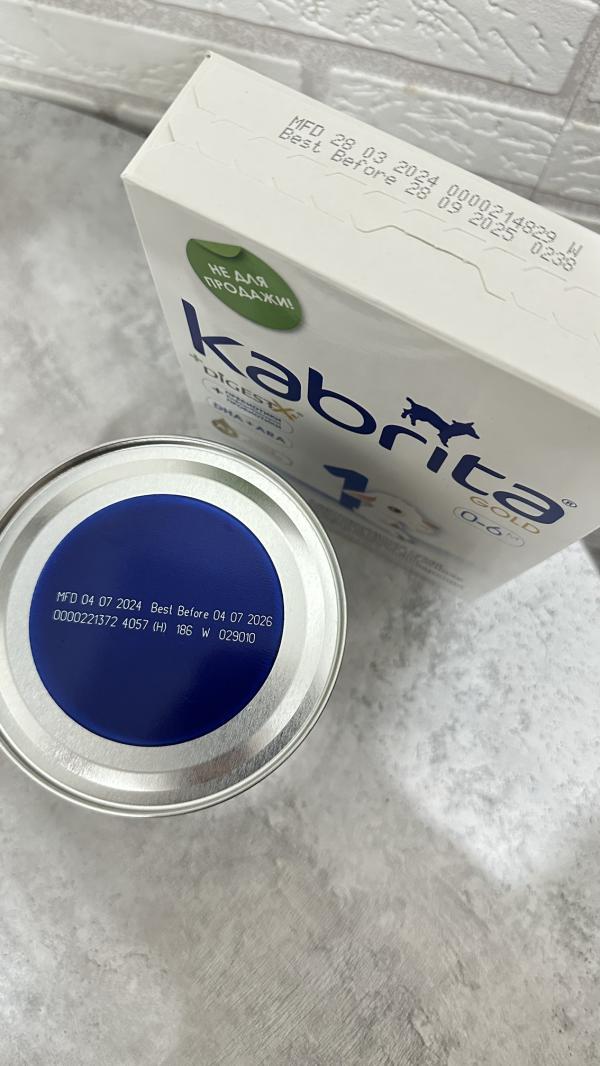 MFD 28 03 2024 0000214829 W
Best Before 28 09 2025 0238
НЕ ДЛЯ
ПРОДАЖИ!
kabrita®
GOLD
+ DIGESTX
DHA+ARA
1
0-6
MFD 04 07 2024 Best Before 04 07 2026
0000221372 4057 (H) 186 W 029010